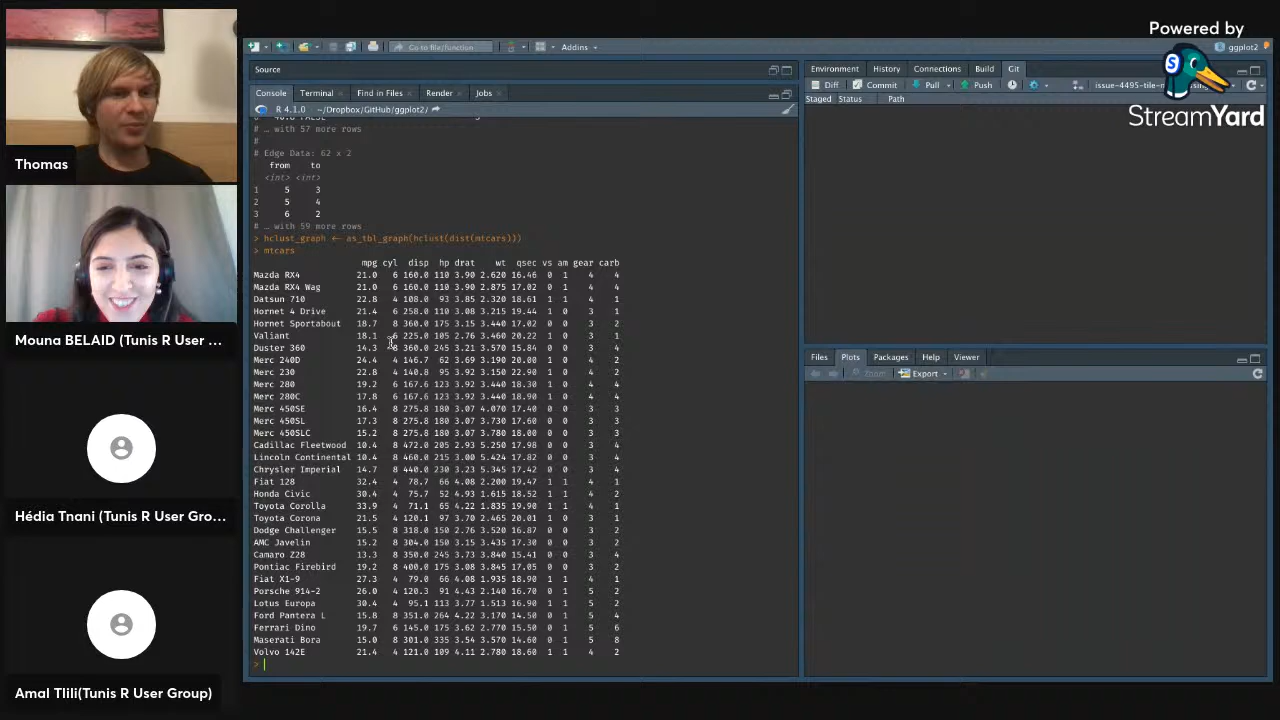 Powered by
StreamYard
Thomas
Mouna BELAID (Tunis R User ...
Hédia Tnani (Tunis R User Gro...
Amal Tlili(Tunis R User Group)
Go to file/function
Addins
ggplot2
Source
Console Terminal Find in Files Render Jobs
R 4.1.0 ~/Dropbox/GitHub/ggplot2/
# … with 57 more rows
#
# Edge Data: 62 x 2
from to
<int> <int>
1 5 3
2 5 4
3 6 2
# … with 59 more rows
> hclust_graph <- as_tbl_graph(hclust(dist(mtcars)))
> mtcars
mpg cyl disp hp drat wt qsec vs am gear carb
Mazda RX4 21.0 6 160.0 110 3.90 2.620 16.46 0 1 4 4
Mazda RX4 Wag 21.0 6 160.0 110 3.90 2.875 17.02 0 1 4 4
Datsun 710 22.8 4 108.0 93 3.85 2.320 18.61 1 1 4 1
Hornet 4 Drive 21.4 6 258.0 110 3.08 3.215 19.44 1 0 3 1
Hornet Sportabout 18.7 8 360.0 175 3.15 3.440 17.02 0 0 3 2
Valiant 18.1 6 225.0 105 2.76 3.460 20.22 1 0 3 1
Duster 360 14.3 8 360.0 245 3.21 3.570 15.84 0 0 3 4
Merc 240D 24.4 4 146.7 62 3.69 3.190 20.00 1 0 4 2
Merc 230 22.8 4 140.8 95 3.92 3.150 22.90 1 0 4 2
Merc 280 19.2 6 167.6 123 3.92 3.440 18.30 1 0 4 4
Merc 280C 17.8 6 167.6 123 3.92 3.440 18.90 1 0 4 4
Merc 450SE 16.4 8 275.8 180 3.07 4.070 17.40 0 0 3 3
Merc 450SL 17.3 8 275.8 180 3.07 3.730 17.60 0 0 3 3
Merc 450SLC 15.2 8 275.8 180 3.07 3.780 18.00 0 0 3 3
Cadillac Fleetwood 10.4 8 472.0 205 2.93 5.250 17.98 0 0 3 4
Lincoln Continental 10.4 8 460.0 215 3.00 5.424 17.82 0 0 3 4
Chrysler Imperial 14.7 8 440.0 230 3.23 5.345 17.42 0 0 3 4
Fiat 128 32.4 4 78.7 66 4.08 2.200 19.47 1 1 4 1
Honda Civic 30.4 4 75.7 52 4.93 1.615 18.52 1 1 4 2
Toyota Corolla 33.9 4 71.1 65 4.22 1.835 19.90 1 1 4 1
Toyota Corona 21.5 4 120.1 97 3.70 2.465 20.01 1 0 3 1
Dodge Challenger 15.5 8 318.0 150 2.76 3.520 16.87 0 0 3 2
AMC Javelin 15.2 8 304.0 150 3.15 3.435 17.30 0 0 3 2
Camaro Z28 13.3 8 350.0 245 3.73 3.840 15.41 0 0 3 4
Pontiac Firebird 19.2 8 400.0 175 3.08 3.845 17.05 0 0 3 2
Fiat X1-9 27.3 4 79.0 66 4.08 1.935 18.90 1 1 4 1
Porsche 914-2 26.0 4 120.3 91 4.43 2.140 16.70 0 1 5 2
Lotus Europa 30.4 4 95.1 113 3.77 1.513 16.90 1 1 5 2
Ford Pantera L 15.8 8 351.0 264 4.22 3.170 14.50 0 1 5 4
Ferrari Dino 19.7 6 145.0 175 3.62 2.770 15.50 0 1 5 6
Maserati Bora 15.0 8 301.0 335 3.54 3.570 14.60 0 1 5 8
Volvo 142E 21.4 4 121.0 109 4.11 2.780 18.60 1 1 4 2
>
Environment History Connections Build Git
Diff Commit Pull Push issue-4495-tile-
Staged Status Path
Files Plots Packages Help Viewer
Zoom Export